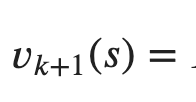 v_{k+1}(s) =